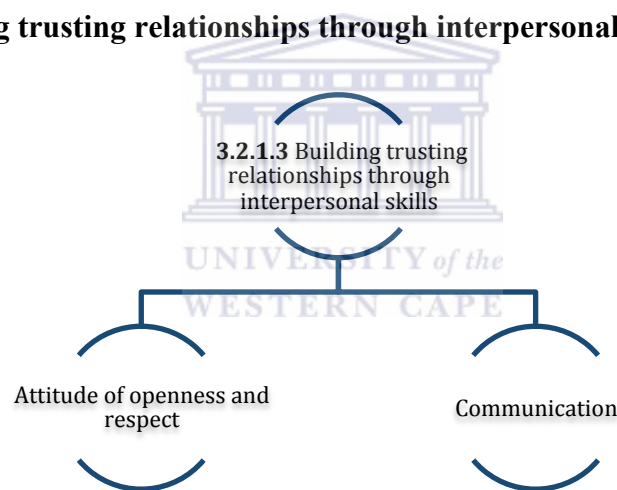 g trusting relationships through interpersonal
3.2.1.3 Building trusting
relationships through
interpersonal skills
UNIVERSITY of the
WESTERN CAPE
Attitude of openness and
respect
Communication